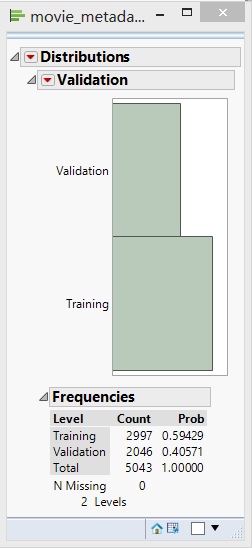 movie_metada...
Distributions
Validation
Validation
Training
Frequencies
Level Count Prob
Training 2997 0.59429
Validation 2046 0.40571
Total 5043 1.00000
N Missing 0
2 Levels